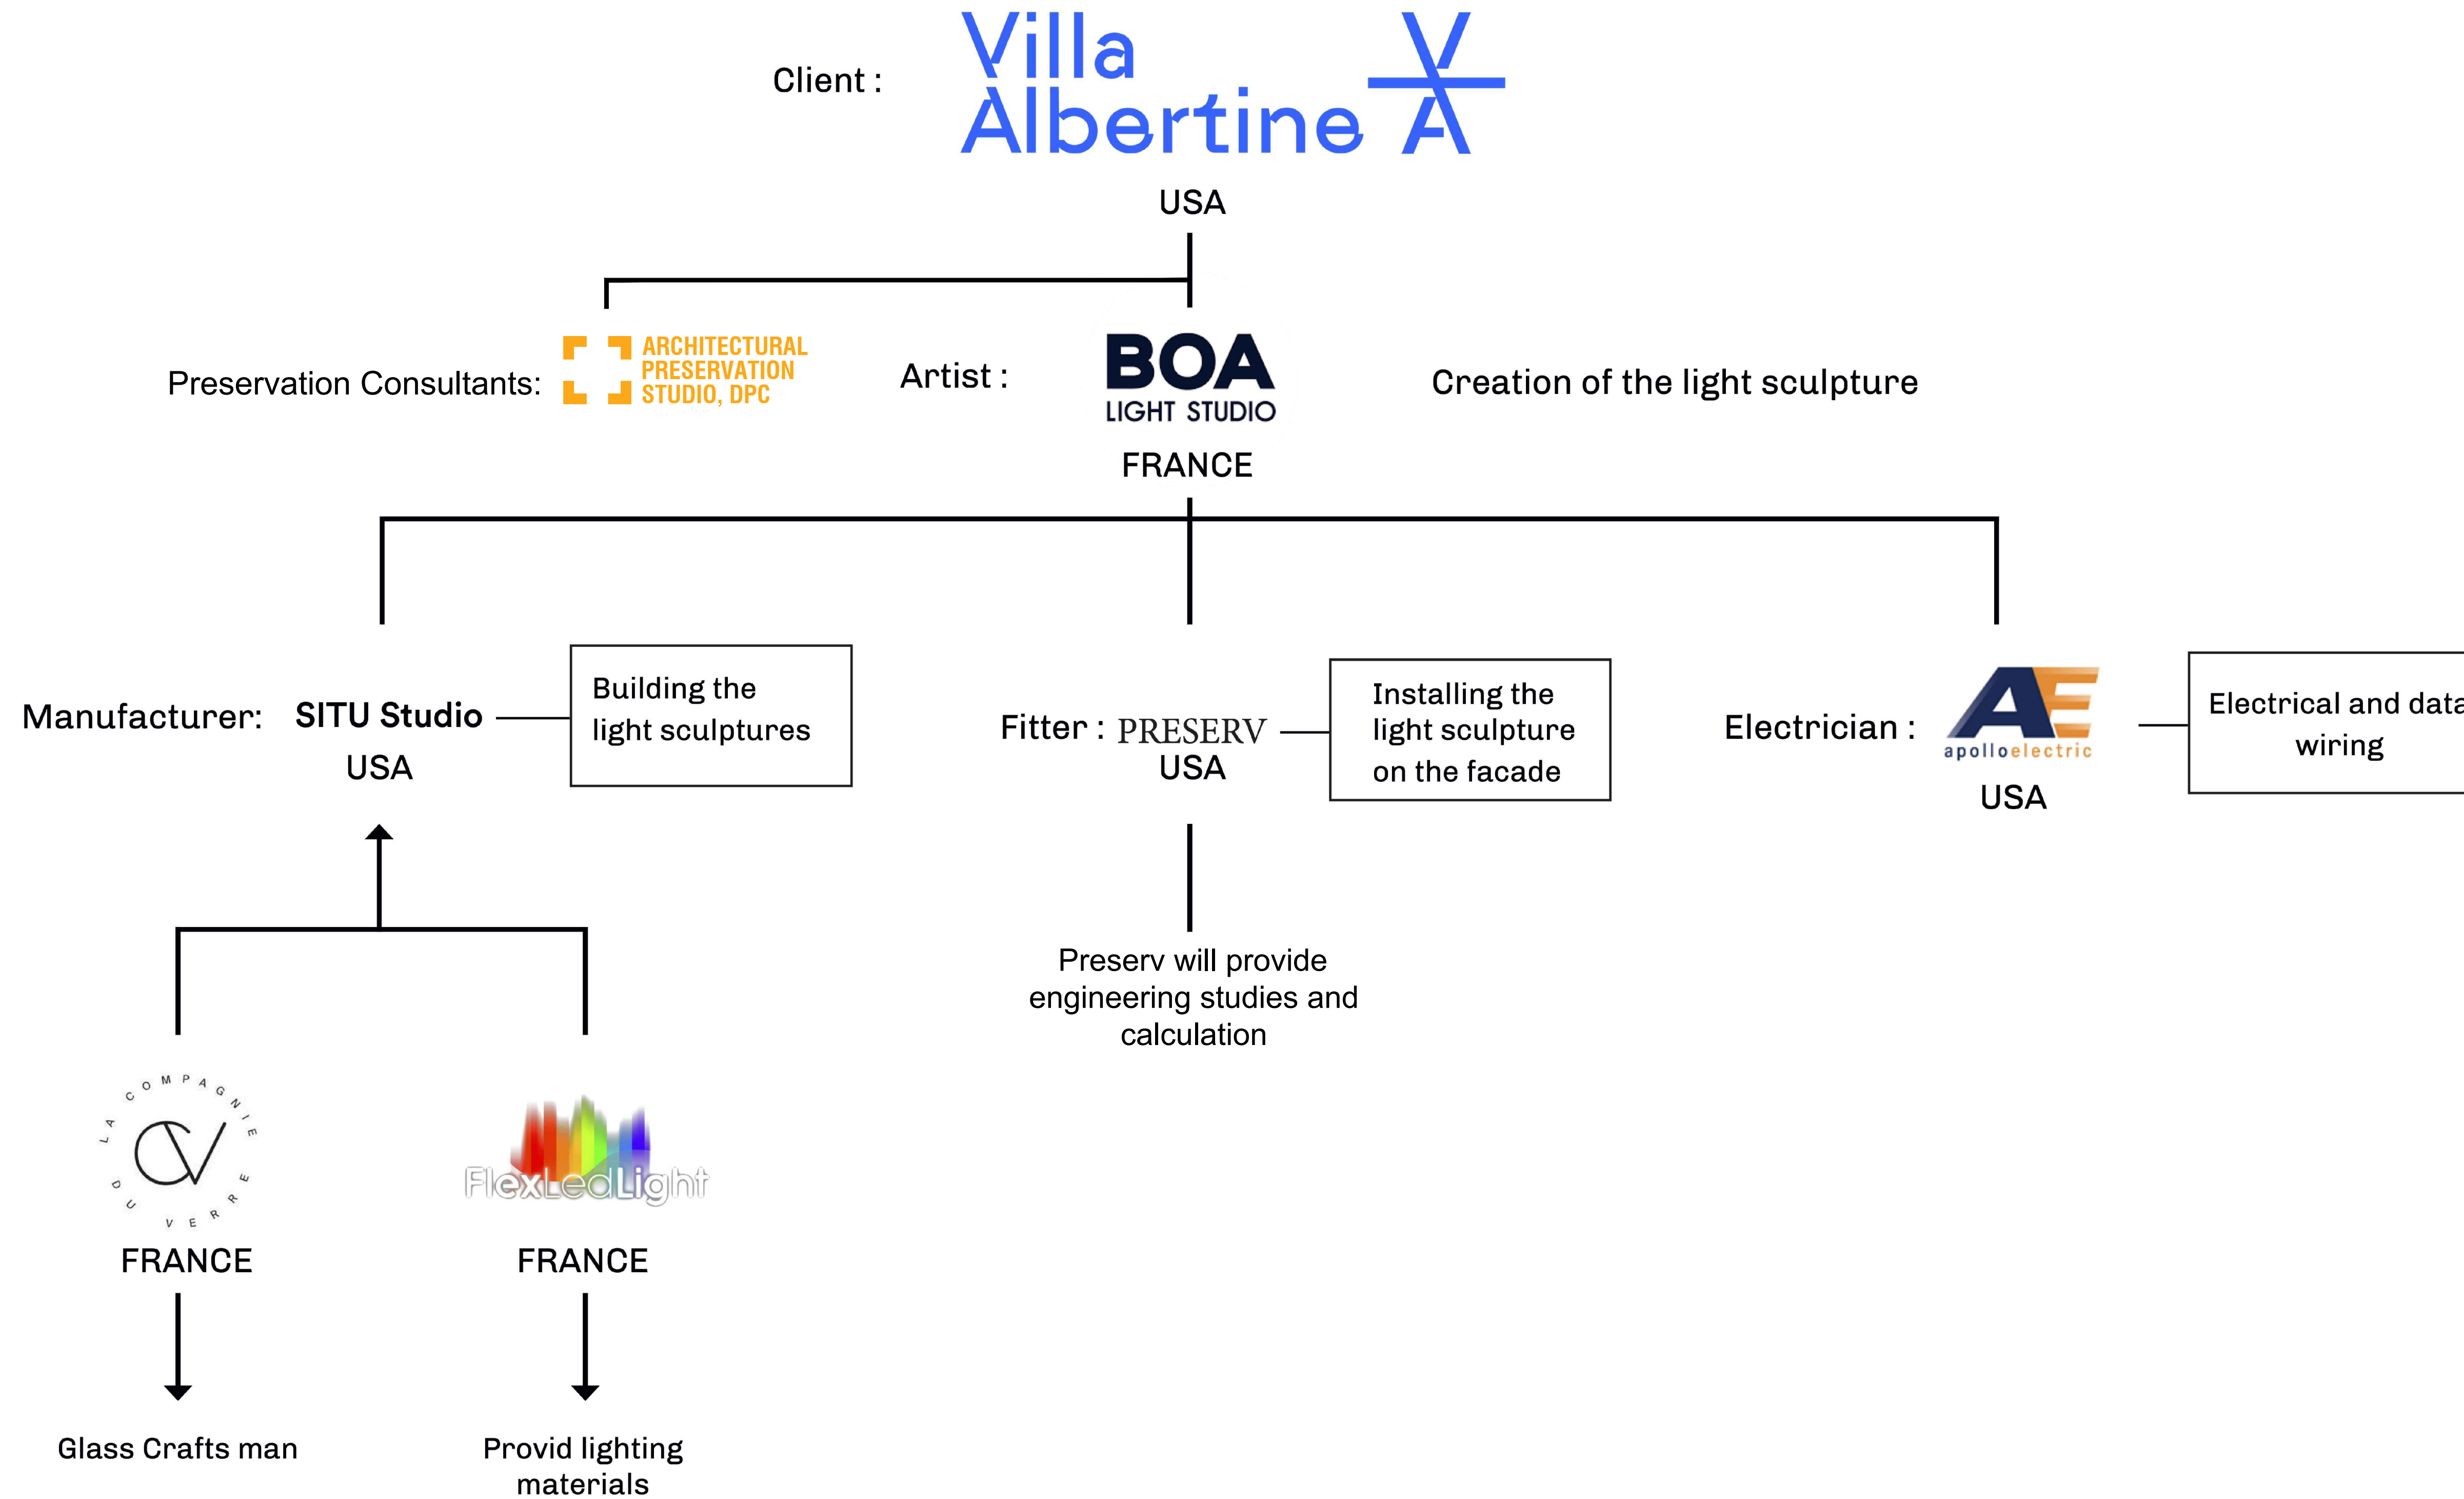 Client :
Villa
Albertine
V
A
USA
Preservation Consultants:
ARCHITECTURAL
PRESERVATION
STUDIO, DPC
Artist :
BOA
LIGHT STUDIO
FRANCE
Creation of the light sculpture
Manufacturer:
SITU Studio
USA
Building the
light sculptures
Fitter :
PRESERV
USA
Installing the
light sculpture
on the facade
Electrician :
AE
apolloelectric
USA
Electrical and data
wiring
Preserv will provide
engineering studies and
calculation
LA COMPAGNIE
CV
DU VERRE
FRANCE
FlexLedLight
FRANCE
Glass Crafts man
Provid lighting
materials